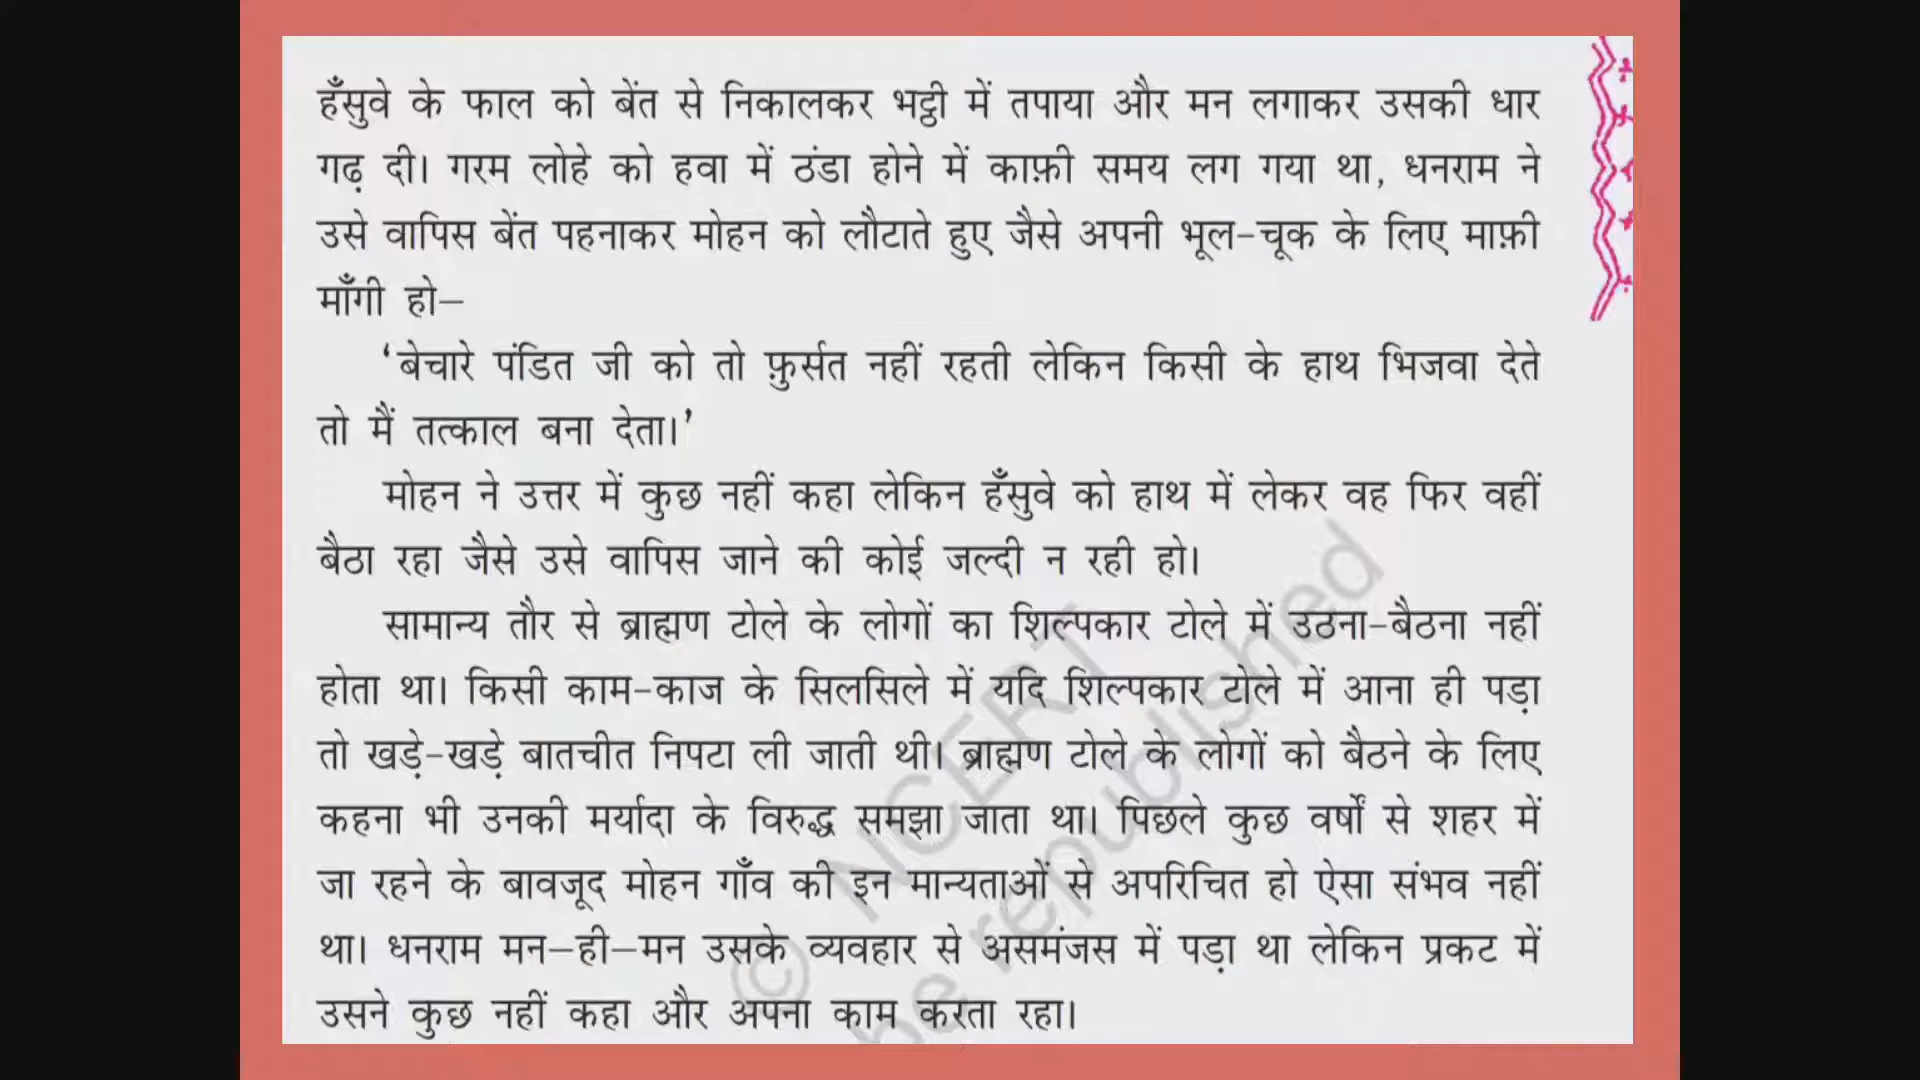 हँसुवे के फाल को बेंत से निकालकर भट्ठी में तपाया और मन लगाकर उसकी धार
गढ़ दी। गरम लोहे को हवा में ठंडा होने में काफ़ी समय लग गया था, धनराम ने
उसे वापिस बेंत पहनाकर मोहन को लौटाते हुए जैसे अपनी भूल-चूक के लिए माफ़ी
माँगी हो–
‘बेचारे पंडित जी को तो फ़ुर्सत नहीं रहती लेकिन किसी के हाथ भिजवा देते
तो मैं तत्काल बना देता।’
मोहन ने उत्तर में कुछ नहीं कहा लेकिन हँसुवे को हाथ में लेकर वह फिर वहीं
बैठा रहा जैसे उसे वापिस जाने की कोई जल्दी न रही हो।
सामान्य तौर से ब्राह्मण टोले के लोगों का शिल्पकार टोले में उठना-बैठना नहीं
होता था। किसी काम-काज के सिलसिले में यदि शिल्पकार टोले में आना ही पड़ा
तो खड़े-खड़े बातचीत निपटा ली जाती थी। ब्राह्मण टोले के लोगों को बैठने के लिए
कहना भी उनकी मर्यादा के विरुद्ध समझा जाता था। पिछले कुछ वर्षों से शहर में
जा रहने के बावजूद मोहन गाँव की इन मान्यताओं से अपरिचित हो ऐसा संभव नहीं
था। धनराम मन–ही–मन उसके व्यवहार से असमंजस में पड़ा था लेकिन प्रकट में
उसने कुछ नहीं कहा और अपना काम करता रहा।
© NCERT
be republished